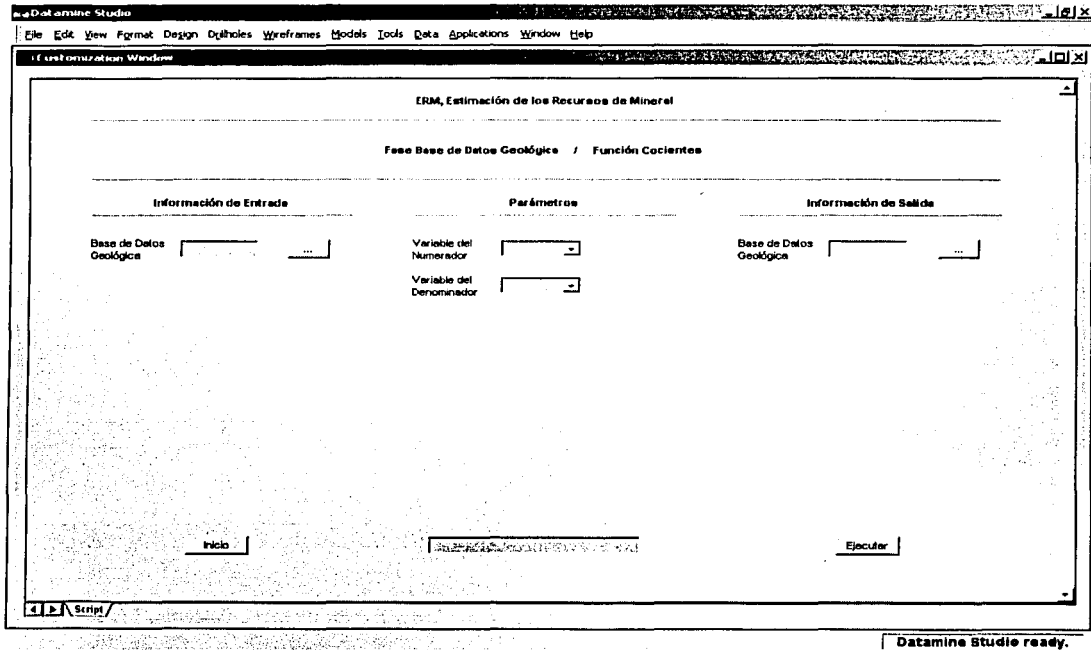 Datamine Studio
File Edit View Format Design Drillholes Wireframes Models Tools Data Applications Window Help
Customization Window
ERM, Estimación de los Recursos de Mineral
Fase Base de Datos Geológica / Función Cocientes
Información de Entrada Parámetros Información de Salida
Base de Datos Geológica ... Variable del Numerador Base de Datos Geológica ...
Variable del Denominador
Inicio Ejecutar
Script
Datamine Studio ready.